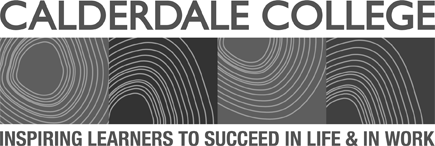 CALDERDALE COLLEGE
INSPIRING LEARNERS TO SUCCEED IN LIFE & IN WORK